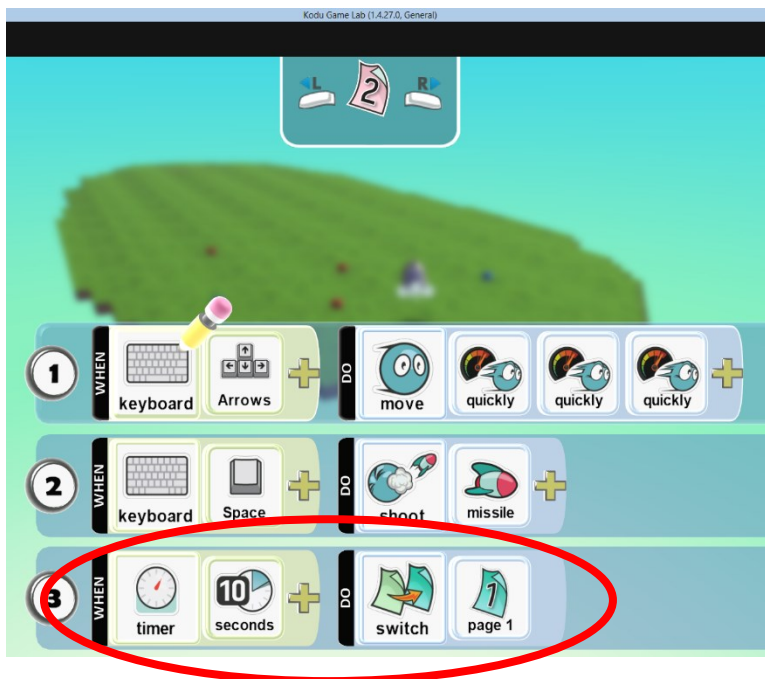 Kodu Game Lab (1.4.27.0, General)
L 2 R
1 WHEN keyboard Arrows DO move quickly quickly quickly
2 WHEN keyboard Space DO shoot missile
3 WHEN timer 10 seconds DO switch 1 page 1